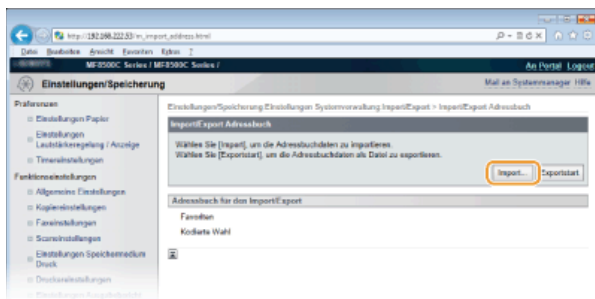 http://192.168.222.53/m_import_address.html
Datei Bearbeiten Ansicht Favoriten Extras ?
MF8500C Series / MF8500C Series /
An Portal Logout
Einstellungen/Speicherung
Mail an Systemmanager Hilfe
Präferenzen
Einstellungen Papier
Einstellungen
Lautstärkeregelung / Anzeige
Timereinstellungen
Funktionseinstellungen
Allgemeine Einstellungen
Kopiereinstellungen
Faxeinstellungen
Scaneinstellungen
Einstellungen Speichermedium
Druck
Druckereinstellungen
Einstellungen/Speicherung:Einstellungen Systemverwaltung:Import/Export > Import/Export Adressbuch
Import/Export Adressbuch
Wählen Sie [Import], um die Adressbuchdaten zu importieren.
Wählen Sie [Exportstart], um die Adressbuchdaten als Datei zu exportieren.
Import... Exportstart
Adressbuch für den Import/Export
Favoriten
Kodierte Wahl